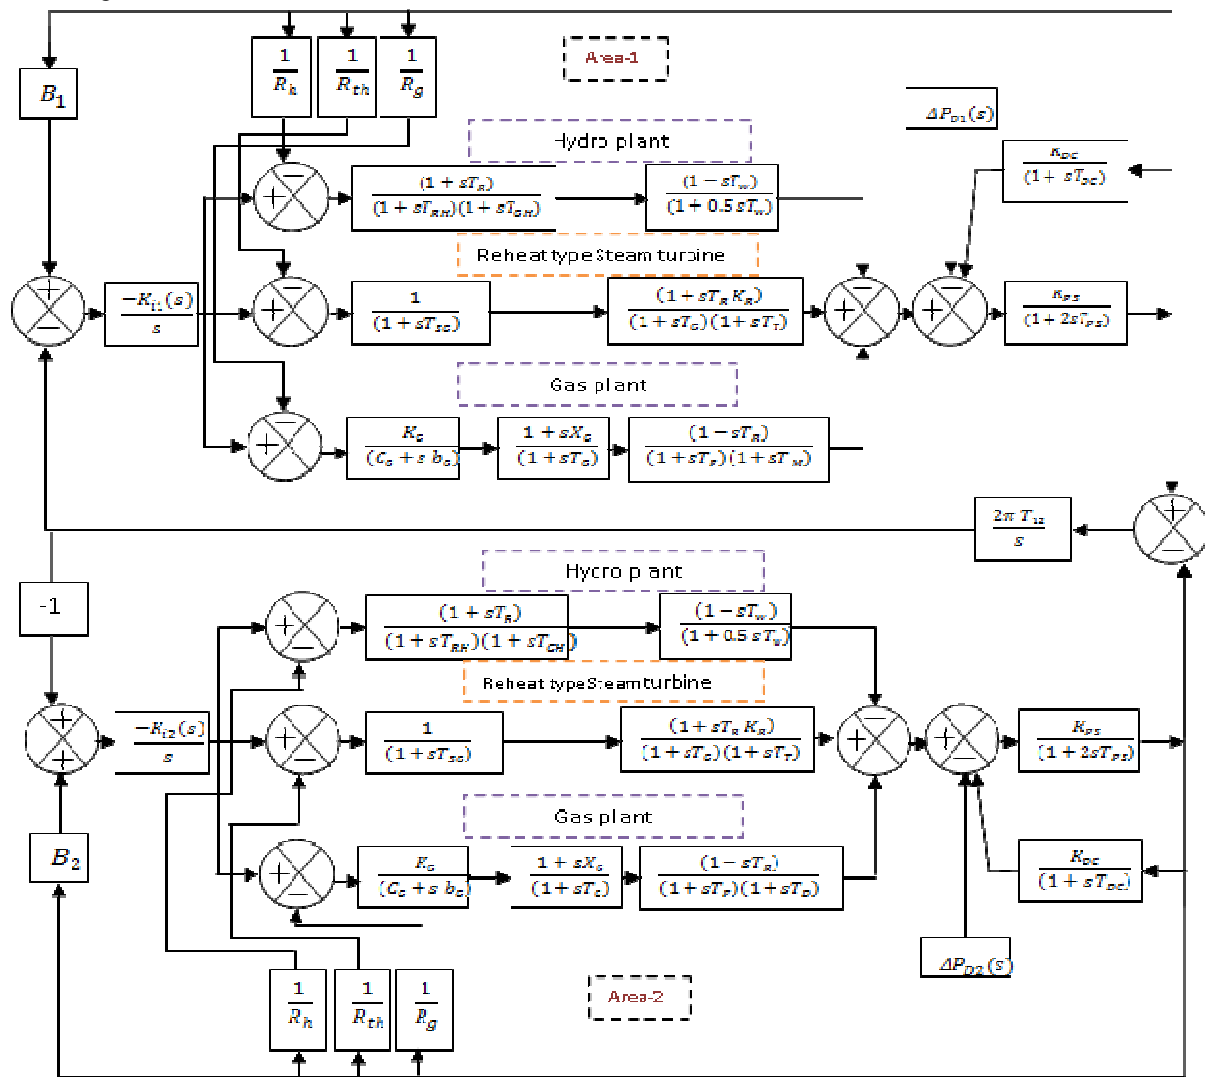 1/R_h 1/R_th 1/R_g
Area-1
B_1
ΔP_D1(s)
Hydro plant
K_DC/(1 + sT_DC)
+ −
(1 + sT_R)/((1 + sT_RH)(1 + sT_GH))
(1 − sT_w)/(1 + 0.5 sT_w)
Reheat type Steam turbine
+ −
−K_i1(s)/s
+ −
1/(1 + sT_SG)
(1 + sT_R K_R)/((1 + sT_G)(1 + sT_T))
+ −
+ −
K_PS/(1 + 2sT_PS)
Gas plant
+ −
K_G/(C_G + s b_G)
1 + sX_G/(1 + sT_G)
(1 − sT_R)/((1 + sT_F)(1 + sT_M)
2π T_12/s
+ −
Hycro plant
-1
+ −
(1 + sT_R)/((1 + sT_RH)(1 + sT_GH))
(1 − sT_w)/(1 + 0.5 sT_w)
Reheat type Steam turbine
+ +
−K_i2(s)/s
+ −
1/(1 + sT_SG)
(1 + sT_R K_R)/((1 + sT_G)(1 + sT_T))
+ −
+ −
K_PS/(1 + 2sT_PS)
Gas plant
B_2
+ −
K_G/(C_G + s b_G)
1 + sX_G/(1 + sT_G)
(1 − sT_R)/((1 + sT_F)(1 + sT_D)
K_DC/(1 + sT_DC)
ΔP_D2(s)
1/R_h 1/R_th 1/R_g
Area-2